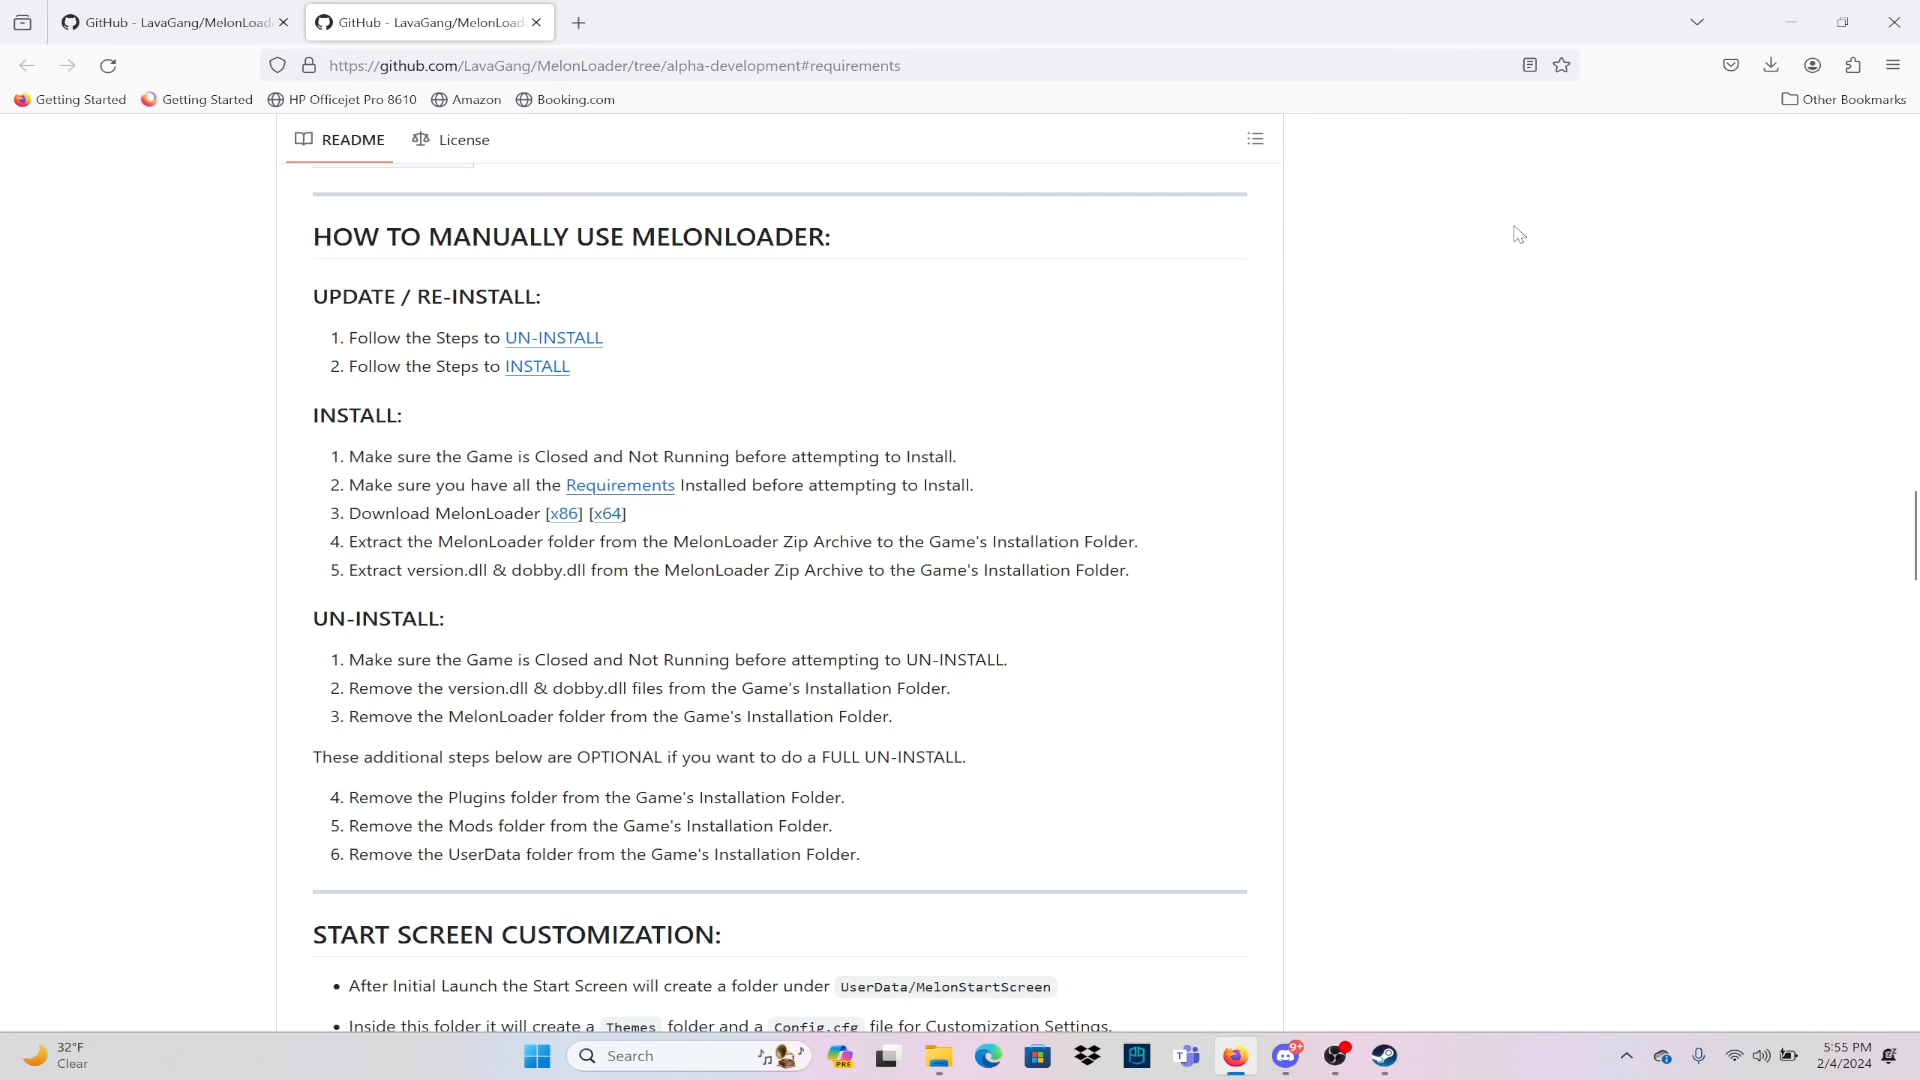 GitHub - LavaGang/MelonLoad
GitHub - LavaGang/MelonLoad
https://github.com/LavaGang/MelonLoader/tree/alpha-development#requirements
Getting Started
Getting Started
HP Officejet Pro 8610
Amazon
Booking.com
Other Bookmarks
README
License
HOW TO MANUALLY USE MELONLOADER:
UPDATE / RE-INSTALL:
1. Follow the Steps to UN-INSTALL
2. Follow the Steps to INSTALL
INSTALL:
1. Make sure the Game is Closed and Not Running before attempting to Install.
2. Make sure you have all the Requirements Installed before attempting to Install.
3. Download MelonLoader [x86] [x64]
4. Extract the MelonLoader folder from the MelonLoader Zip Archive to the Game's Installation Folder.
5. Extract version.dll & dobby.dll from the MelonLoader Zip Archive to the Game's Installation Folder.
UN-INSTALL:
1. Make sure the Game is Closed and Not Running before attempting to UN-INSTALL.
2. Remove the version.dll & dobby.dll files from the Game's Installation Folder.
3. Remove the MelonLoader folder from the Game's Installation Folder.
These additional steps below are OPTIONAL if you want to do a FULL UN-INSTALL.
4. Remove the Plugins folder from the Game's Installation Folder.
5. Remove the Mods folder from the Game's Installation Folder.
6. Remove the UserData folder from the Game's Installation Folder.
START SCREEN CUSTOMIZATION:
• After Initial Launch the Start Screen will create a folder under UserData/MelonStartScreen
• Inside this folder it will create a Themes folder and a Config.cfg file for Customization Settings.
32°F
Clear
Search
PRE
9+
5:55 PM
2/4/2024